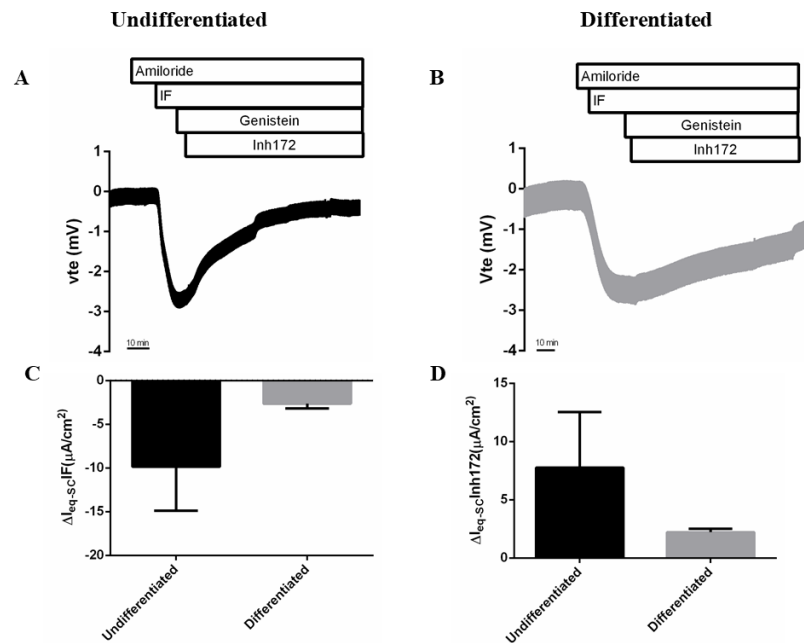 Undifferentiated
Differentiated
A
Amiloride
IF
Genistein
Inh172
1
0
-1
-2
-3
-4
vte (mV)
10 min
B
Amiloride
IF
Genistein
Inh172
1
0
-1
-2
-3
-4
Vte (mV)
10 min
C
0
-5
-10
-15
-20
ΔIeq-SCIF(μA/cm2)
Undifferentiated
Differentiated
D
15
10
5
0
ΔIeq-SCInh172(μA/cm2)
Undifferentiated
Differentiated